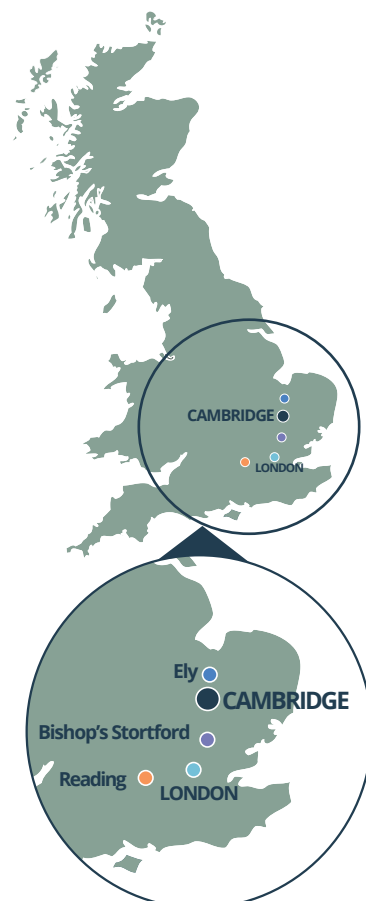 CAMBRIDGE
LONDON
Ely
CAMBRIDGE
Bishop's Stortford
Reading
LONDON